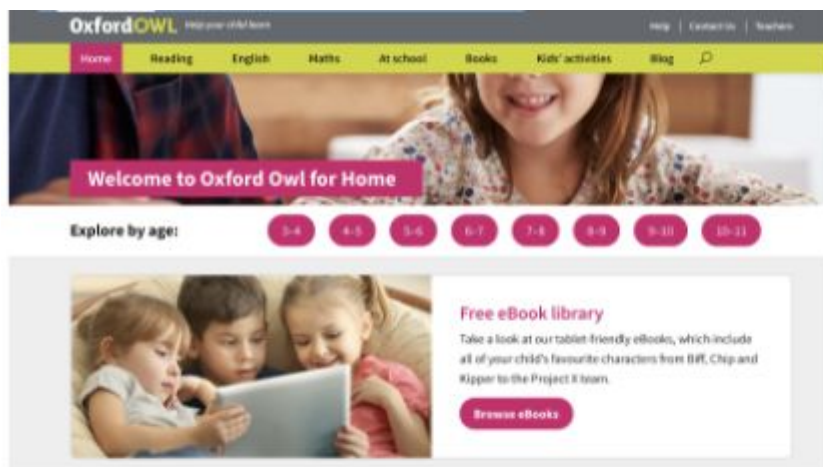 OxfordOWL Help your child learn
Help | Contact Us | Teachers
Home Reading English Maths At school Books Kids' activities Blog
Welcome to Oxford Owl for Home
Explore by age: 3-4 4-5 5-6 6-7 7-8 8-9 9-10 10-11
Free eBook library
Take a look at our tablet-friendly eBooks, which include
all of your child's favourite characters from Biff, Chip and
Kipper to the Project X team.
Browse eBooks